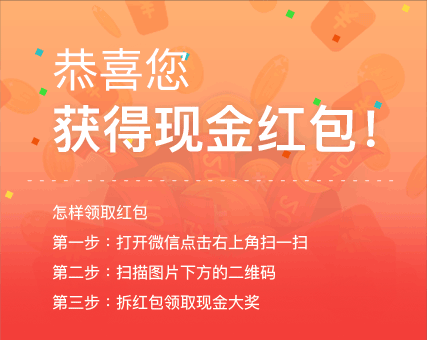 恭喜您
获得现金红包！
怎样领取红包
第一步：打开微信点击右上角扫一扫
第二步：扫描图片下方的二维码
第三步：拆红包领取现金大奖